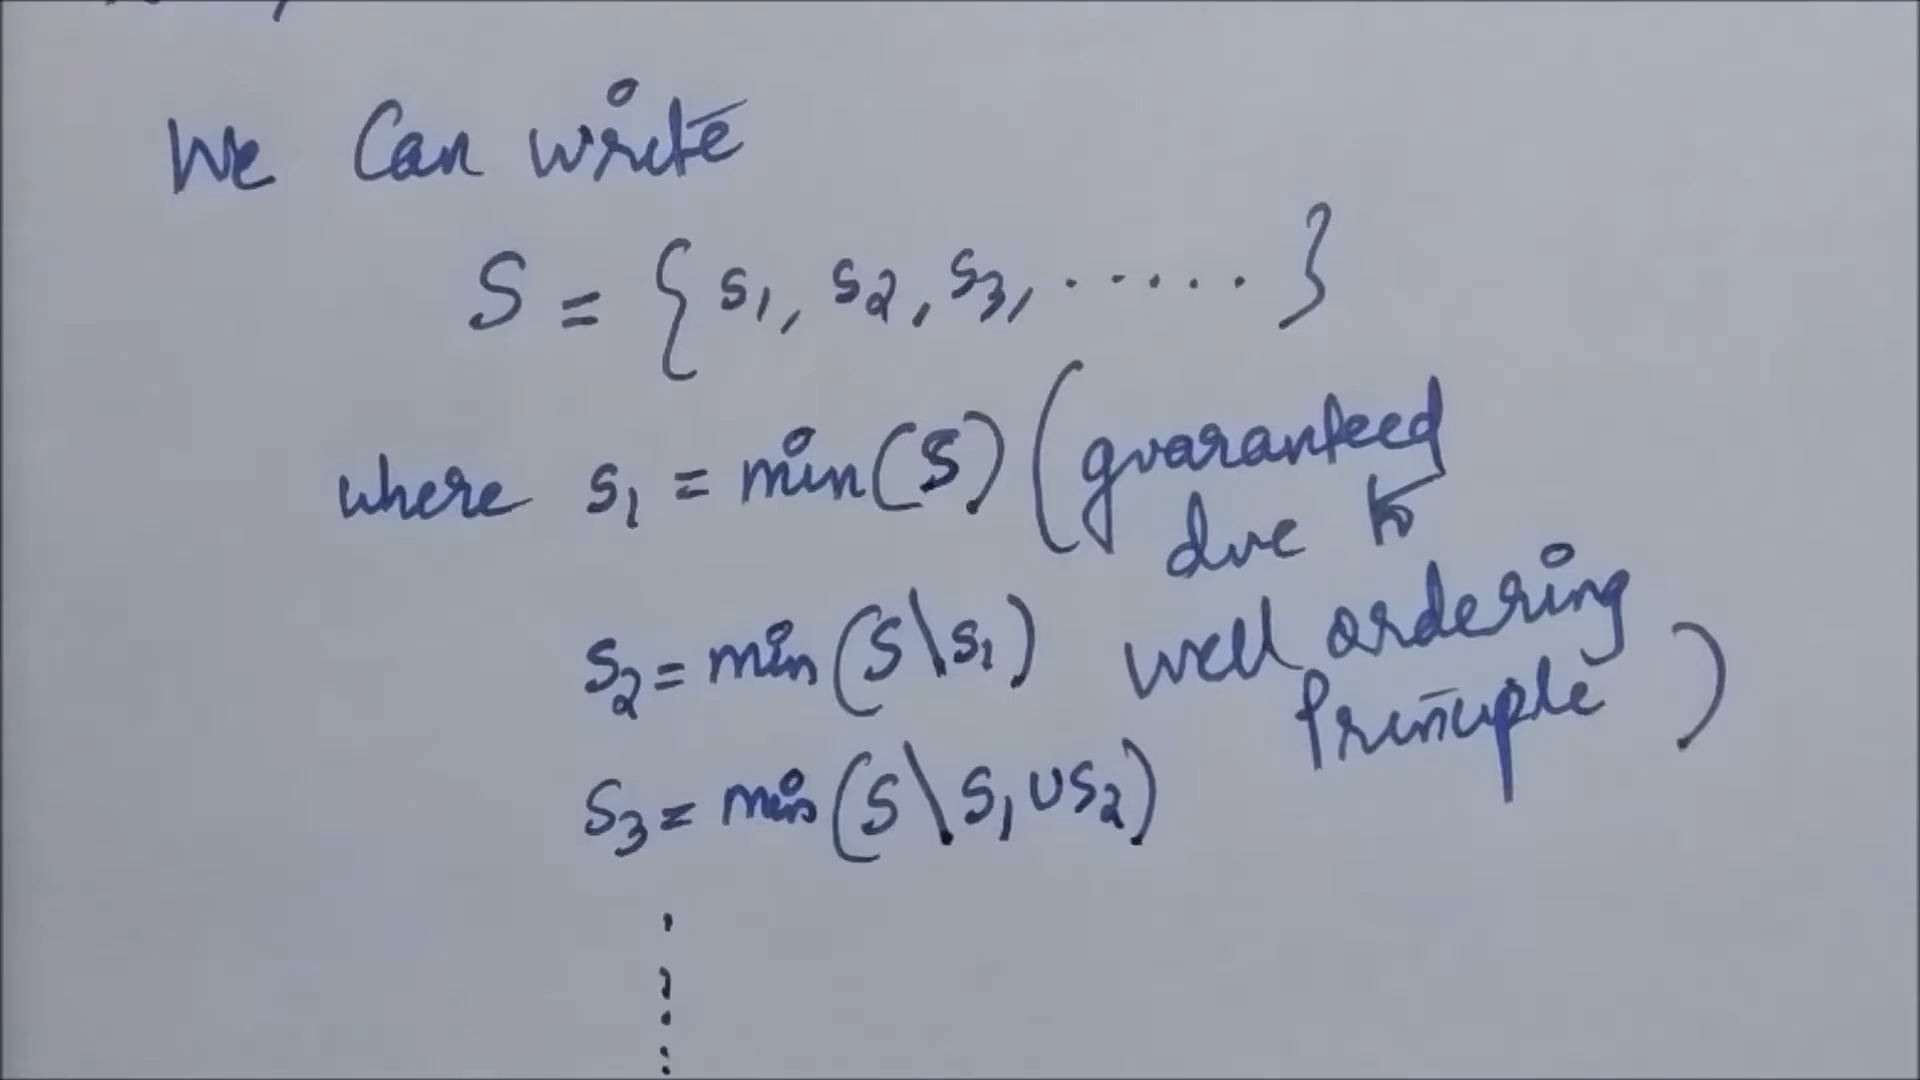 We Can write
S = { s1, s2, s3, ...... }
where s1 = min(S) (guaranteed
due to
s2 = min (S\s1) well ordering
Principle)
s3 = min (S\s1 ∪ s2)